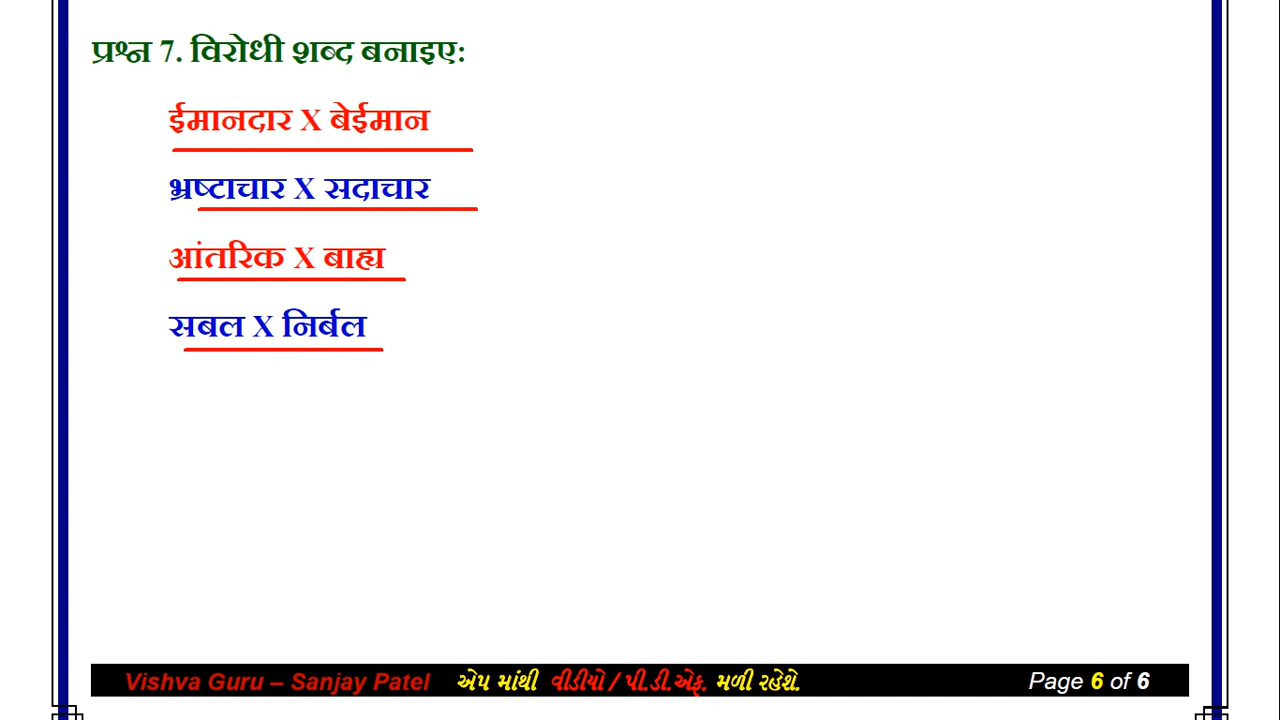 प्रश्न 7. विरोधी शब्द बनाइए:
ईमानदार X बेईमान
भ्रष्टाचार X सदाचार
आंतरिक X बाह्य
सबल X निर्बल
Vishva Guru – Sanjay Patel એપ માંથી વીડીયો / પી.ડી.એફ. મળી રહેશે. Page 6 of 6